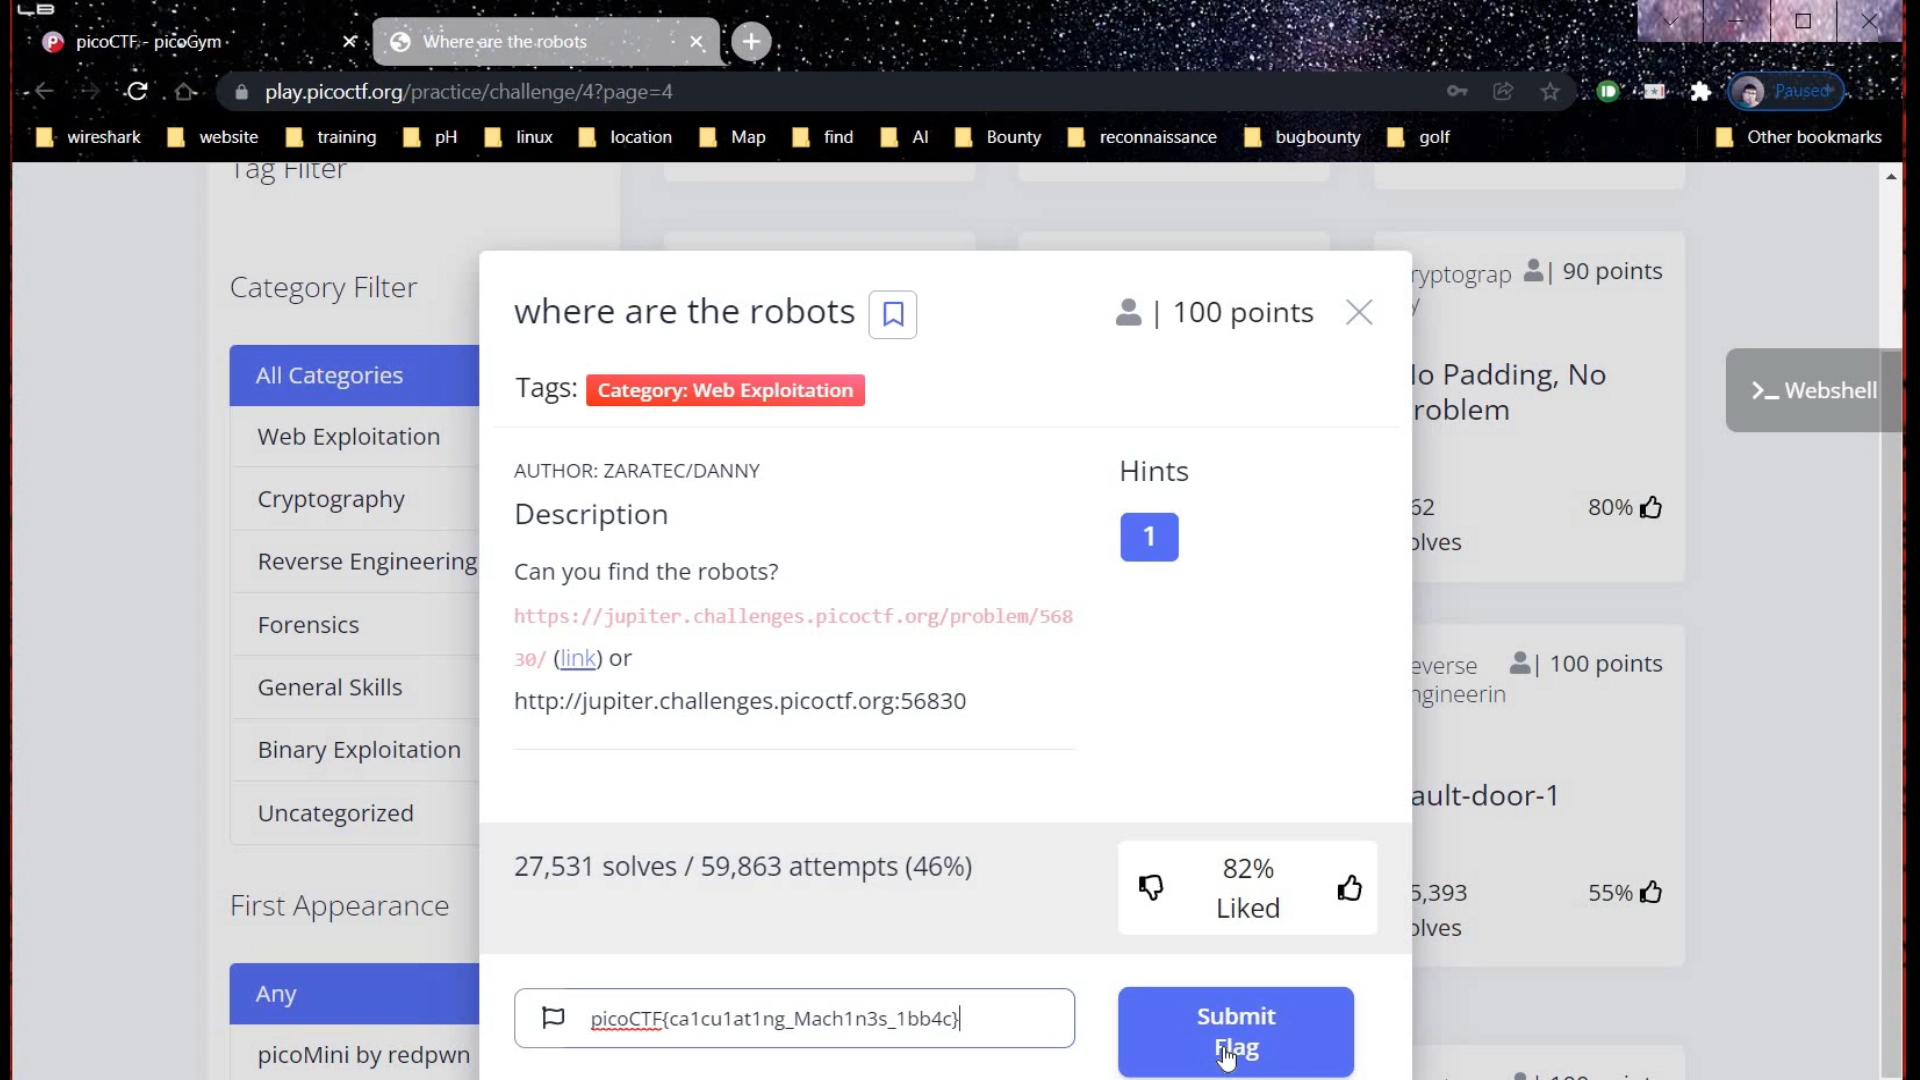 picoCTF - picoGym
Where are the robots
play.picoctf.org/practice/challenge/4?page=4
Paused
wireshark
website
training
pH
linux
location
Map
find
AI
Bounty
reconnaissance
bugbounty
golf
Other bookmarks
Tag Filter
Category Filter
All Categories
Web Exploitation
Cryptography
Reverse Engineering
Forensics
General Skills
Binary Exploitation
Uncategorized
First Appearance
Any
picoMini by redpwn
where are the robots
| 100 points
Tags: Category: Web Exploitation
AUTHOR: ZARATEC/DANNY
Description
Can you find the robots?
https://jupiter.challenges.picoctf.org/problem/568
30/ (link) or
http://jupiter.challenges.picoctf.org:56830
Hints
1
27,531 solves / 59,863 attempts (46%)
82%
Liked
picoCTF{ca1cu1at1ng_Mach1n3s_1bb4c}
Submit
Flag
ryptograp
y
| 90 points
lo Padding, No
roblem
62
olves
80%
>_ Webshell
everse
ngineerin
| 100 points
ault-door-1
5,393
olves
55%